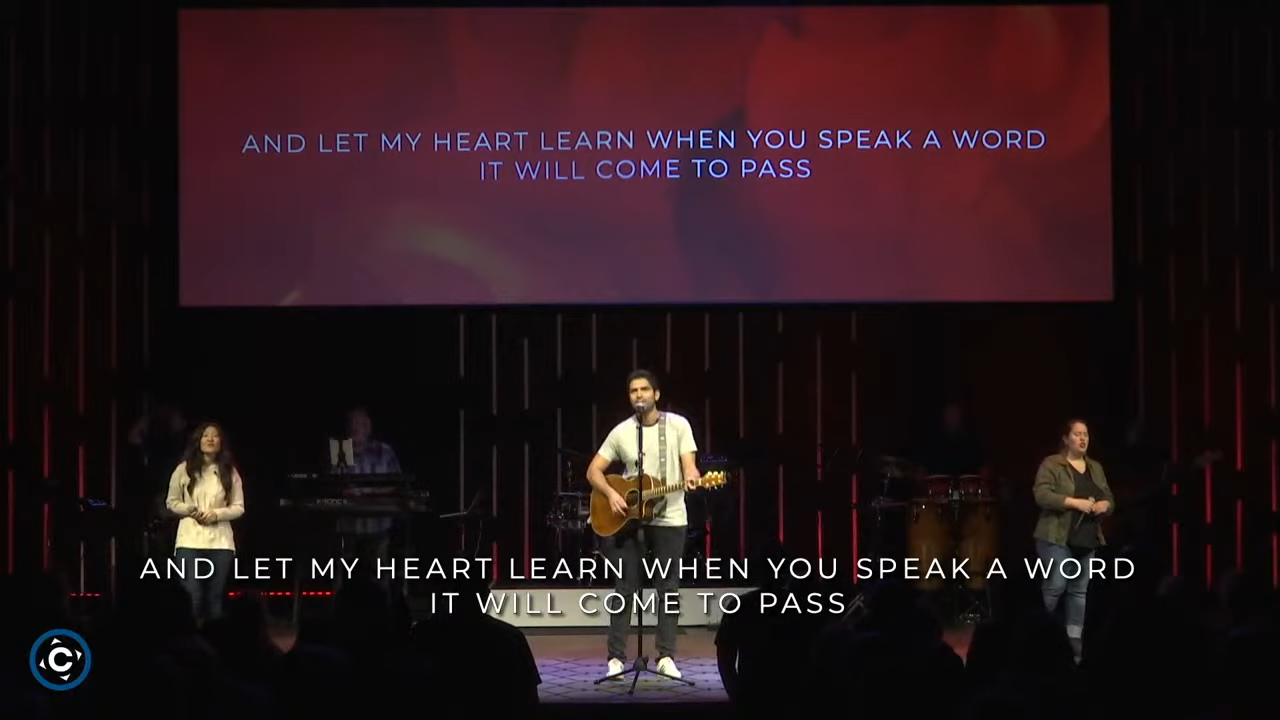 AND LET MY HEART LEARN WHEN YOU SPEAK A WORD
IT WILL COME TO PASS
AND LET MY HEART LEARN WHEN YOU SPEAK A WORD
IT WILL COME TO PASS
C